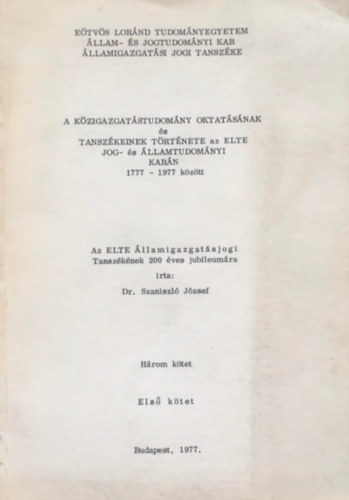 EÖTVÖS LORÁND TUDOMÁNYEGYETEM
ÁLLAM- ÉS JOGTUDOMÁNYI KAR
ÁLLAMIGAZGATÁSI JOGI TANSZÉKE
A KÖZIGAZGATÁSTUDOMÁNY OKTATÁSÁNAK
és
TANSZÉKEINEK TÖRTÉNETE az ELTE
JOG- és ÁLLAMTUDOMÁNYI
KARÁN
1777 - 1977 között
Az ELTE Államigazgatásjogi
Tanszékének 200 éves jubileumára
írta:
Dr. Szaniszló József
Három kötet
Első kötet
Budapest, 1977.